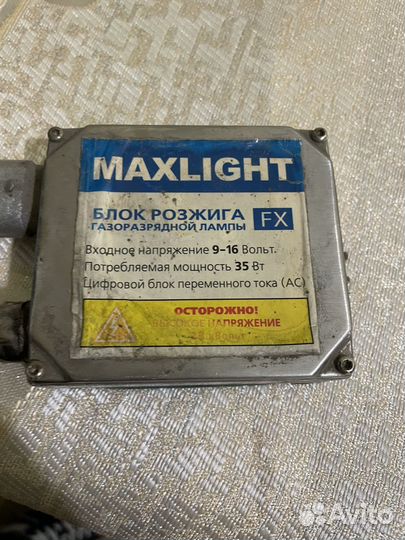 MAXLIGHT
БЛОК РОЗЖИГА
ГАЗОРАЗРЯДНОЙ ЛАМПЫ
FX
Входное напряжение 9-16 Вольт.
Потребляемая мощность 35 Вт
Цифровой блок переменного тока (AC)
ОСТОРОЖНО!
ВЫСОКОЕ НАПРЯЖЕНИЕ
Avito